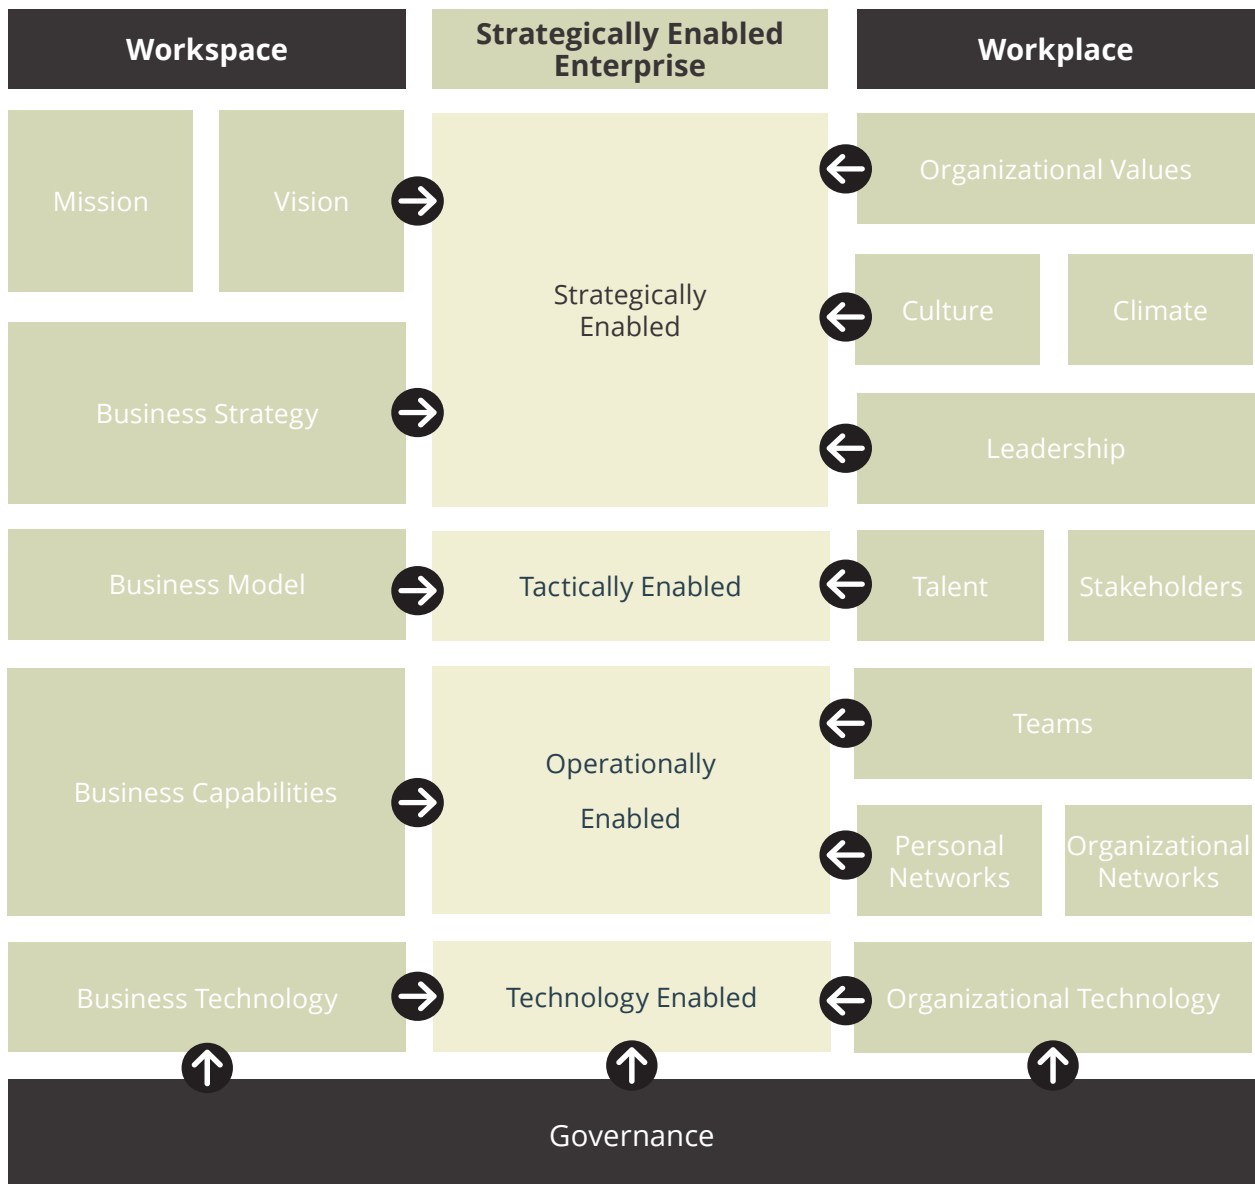 Workspace
Strategically Enabled
Enterprise
Workplace
Mission
Vision
Organizational Values
Strategically
Enabled
Culture
Climate
Business Strategy
Leadership
Business Model
Tactically Enabled
Talent
Stakeholders
Business Capabilities
Operationally
Enabled
Teams
Personal
Networks
Organizational
Networks
Business Technology
Technology Enabled
Organizational Technology
Governance